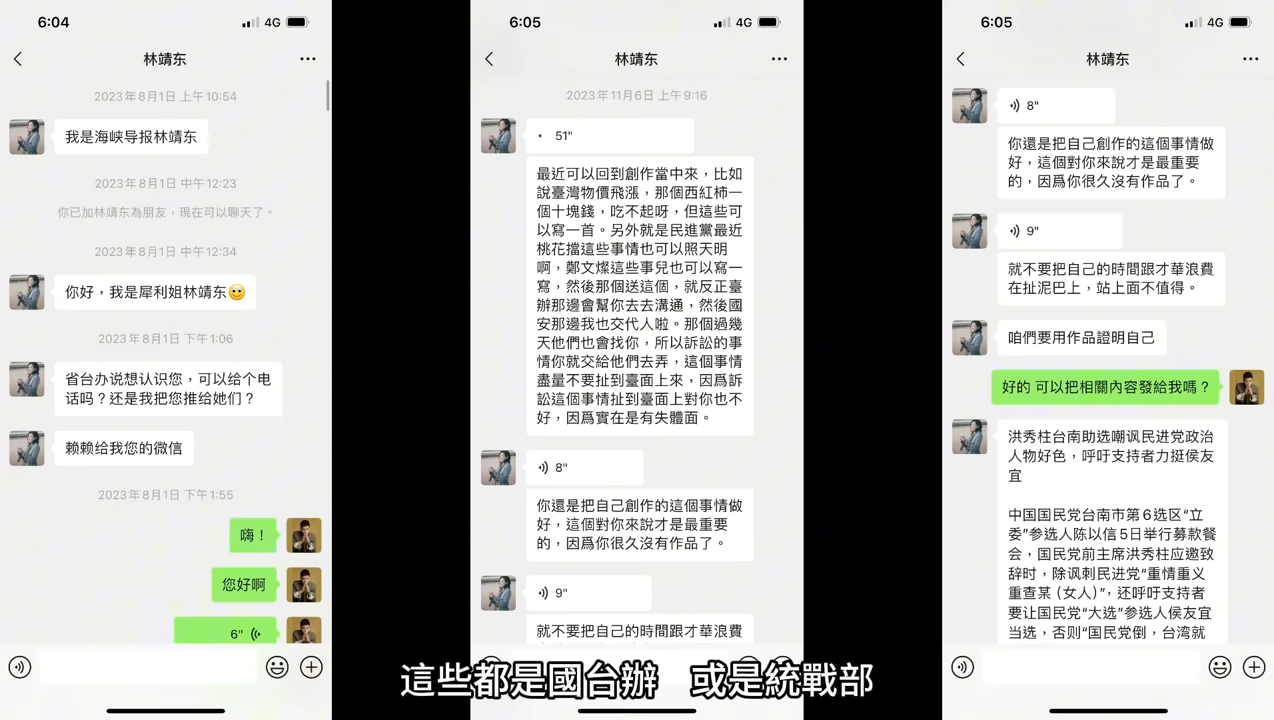 6:04
4G
林靖东
2023年8月1日 上午10:54
我是海峡导报林靖东
2023年8月1日 中午12:23
你已加林靖东為朋友，現在可以聊天了。
2023年8月1日 中午12:34
你好，我是犀利姐林靖东
2023年8月1日 下午1:06
省台办说想认识您，可以给个电
话吗？还是我把您推给她们？
赖赖给我您的微信
2023年8月1日 下午1:55
嗨！
您好啊
6"
6:05
4G
林靖东
2023年11月6日 上午9:16
51"
最近可以回到創作當中來，比如
說臺灣物價飛漲，那個西紅柿一
個十塊錢，吃不起呀，但這些可
以寫一首。另外就是民進黨最近
桃花擋這些事情也可以照天明
啊，鄭文燦這些事兒也可以寫一
寫，然後那個送這個，就反正臺
辦那邊會幫你去去溝通，然後國
安那邊我也交代人啦。那個過幾
天他們也會找你，所以訴訟的事
情你就交給他們去弄，這個事情
盡量不要扯到臺面上來，因爲訴
訟這個事情扯到臺面上對你也不
好，因爲實在是有失體面。
8"
你還是把自己創作的這個事情做
好，這個對你來說才是最重要
的，因爲你很久沒有作品了。
9"
就不要把自己的時間跟才華浪費
6:05
4G
林靖东
8"
你還是把自己創作的這個事情做
好，這個對你來說才是最重要
的，因爲你很久沒有作品了。
9"
就不要把自己的時間跟才華浪費
在扯泥巴上，站上面不值得。
咱們要用作品證明自己
好的 可以把相關內容發給我嗎？
洪秀柱台南助选嘲讽民进党政治
人物好色，呼吁支持者力挺侯友
宜
中国国民党台南市第6选区“立
委”参选人陈以信5日举行募款餐
会，国民党前主席洪秀柱应邀致
辞时，除讽刺民进党“重情重义
重查某（女人）”，还呼吁支持者
要让国民党“大选”参选人侯友宜
当选，否则“国民党倒，台湾就
這些都是國台辦 或是統戰部